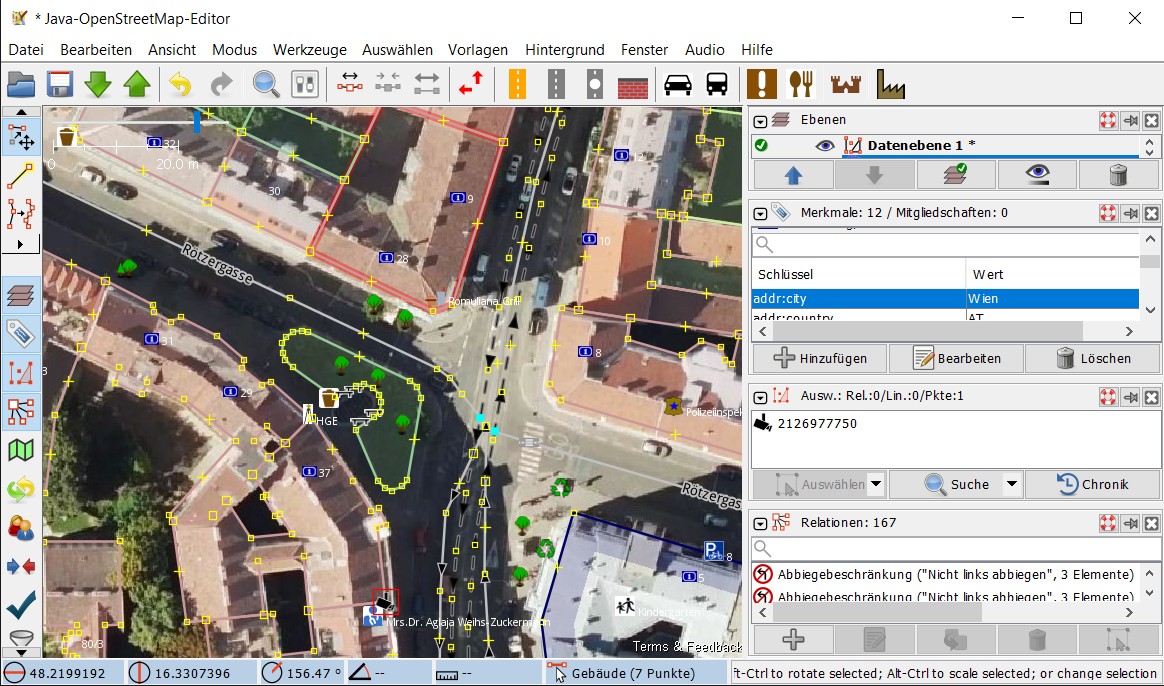 * Java-OpenStreetMap-Editor
Datei Bearbeiten Ansicht Modus Werkzeuge Auswählen Vorlagen Hintergrund Fenster Audio Hilfe
32
0
20.0 m
30
12
9
10
28
Rötzergasse
Romuliana Grill
31
8
3
29
Polizeiinspek
HGE
37
Rötzergas
8
5
Kindergarten
Mrs.Dr. Aglaja Weihs-Zuckermann
80/3
Terms & Feedback
Ebenen
Datenebene 1 *
Merkmale: 12 / Mitgliedschaften: 0
Schlüssel Wert
addr:city Wien
addr:country AT
Hinzufügen Bearbeiten Löschen
Ausw.: Rel.:0/Lin.:0/Pkte:1
2126977750
Auswählen Suche Chronik
Relationen: 167
Abbiegebeschränkung ("Nicht links abbiegen", 3 Elemente)
Abbiegebeschränkung ("Nicht links abbiegen", 3 Elemente)
48.2199192 16.3307396 156.47 ° -- -- Gebäude (7 Punkte) ft-Ctrl to rotate selected; Alt-Ctrl to scale selected; or change selection